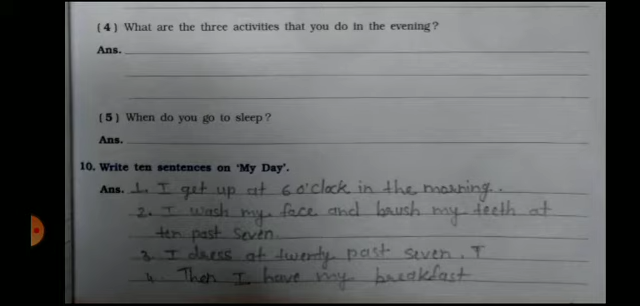 (4) What are the three activities that you do in the evening?
Ans.
(5) When do you go to sleep?
Ans.
10. Write ten sentences on 'My Day'.
Ans. 1. I get up at 6 o'clock in the morning.
2. I wash my face and brush my teeth at
ten past seven.
3. I dress at twenty past seven. T
4. Then I have my breakfast